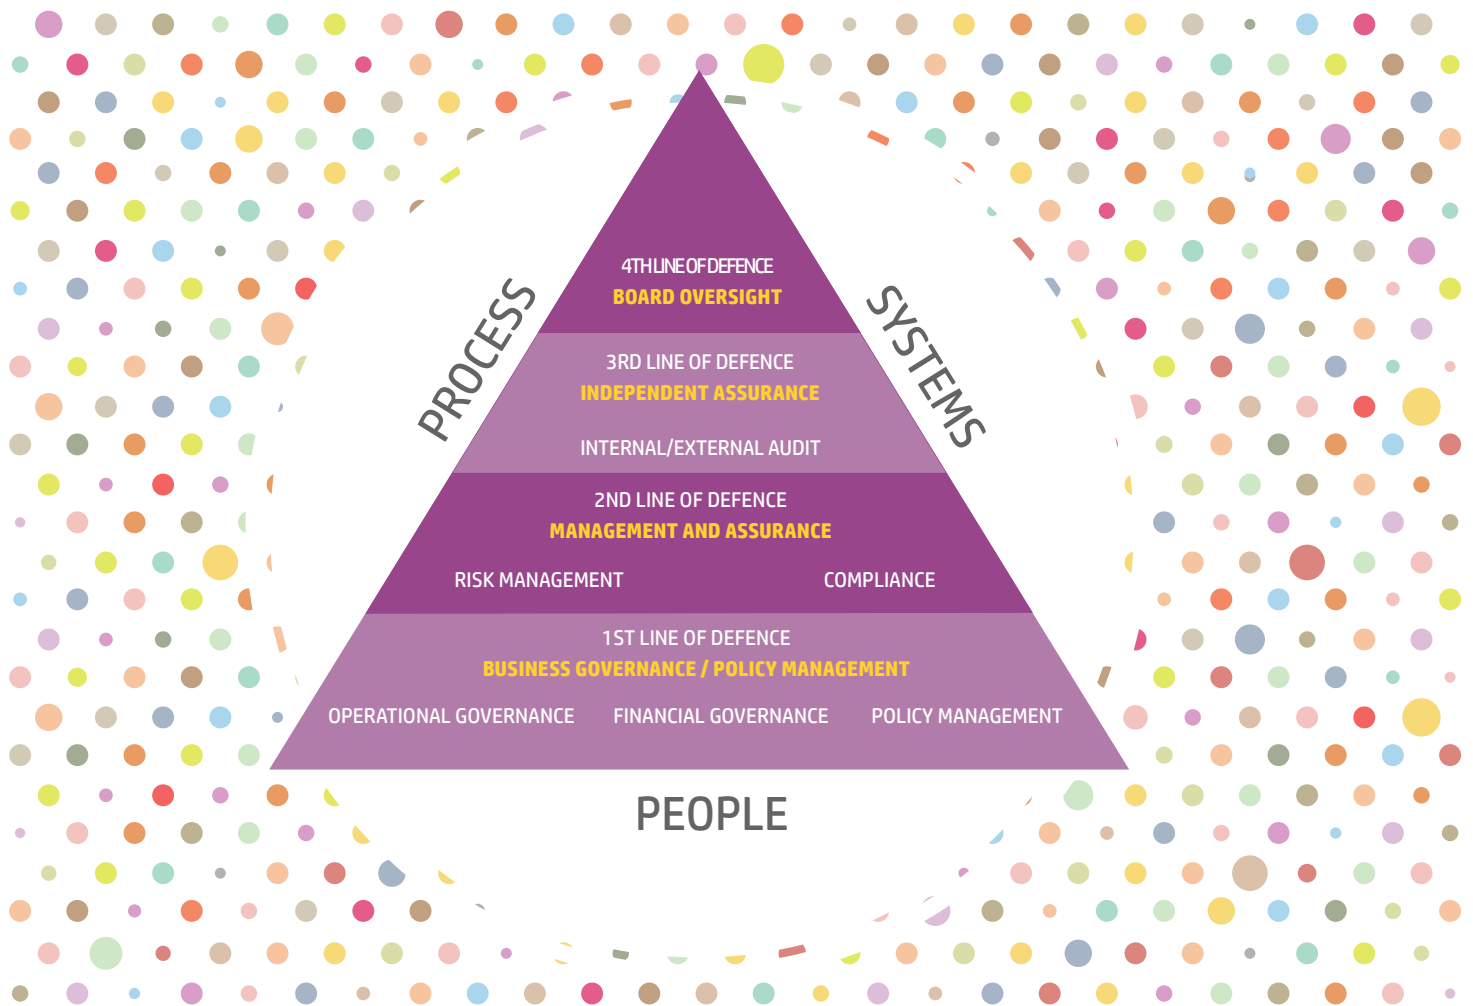 4TH LINE OF DEFENCE
BOARD OVERSIGHT
PROCESS
SYSTEMS
3RD LINE OF DEFENCE
INDEPENDENT ASSURANCE
INTERNAL/EXTERNAL AUDIT
2ND LINE OF DEFENCE
MANAGEMENT AND ASSURANCE
RISK MANAGEMENT COMPLIANCE
1ST LINE OF DEFENCE
BUSINESS GOVERNANCE / POLICY MANAGEMENT
OPERATIONAL GOVERNANCE FINANCIAL GOVERNANCE POLICY MANAGEMENT
PEOPLE